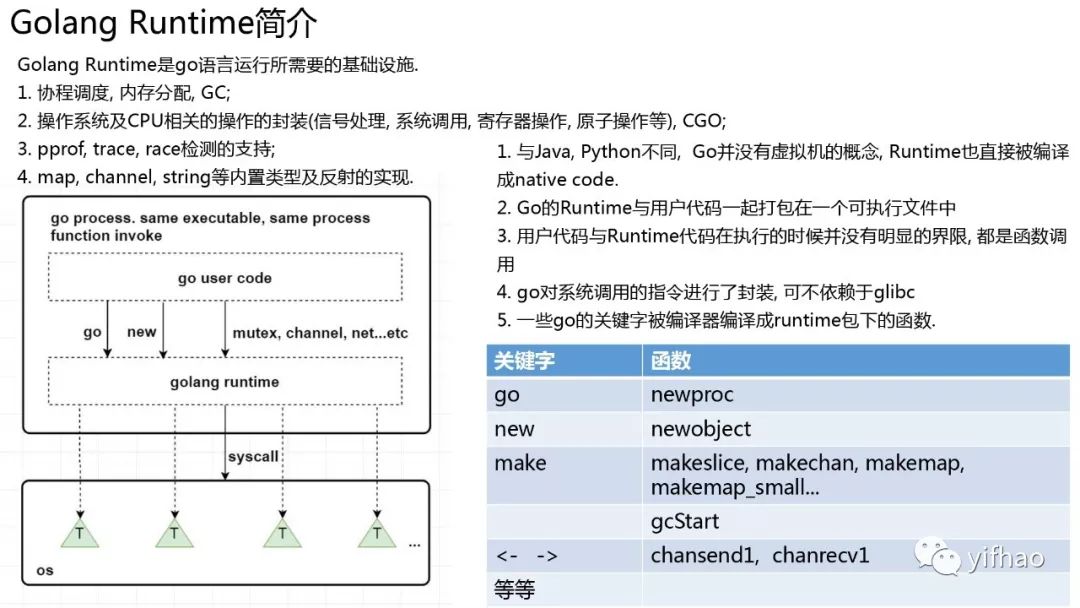 Golang Runtime简介
Golang Runtime是go语言运行所需要的基础设施.
1. 协程调度, 内存分配, GC;
2. 操作系统及CPU相关的操作的封装(信号处理, 系统调用, 寄存器操作, 原子操作等), CGO;
3. pprof, trace, race检测的支持;
4. map, channel, string等内置类型及反射的实现.
go process. same executable, same process
function invoke
go user code
go new mutex, channel, net...etc
golang runtime
syscall
T T T T ...
os
1. 与Java, Python不同, Go并没有虚拟机的概念, Runtime也直接被编译
成native code.
2. Go的Runtime与用户代码一起打包在一个可执行文件中
3. 用户代码与Runtime代码在执行的时候并没有明显的界限, 都是函数调
用
4. go对系统调用的指令进行了封装, 可不依赖于glibc
5. 一些go的关键字被编译器编译成runtime包下的函数.
关键字 函数
go newproc
new newobject
make makeslice, makechan, makemap,
makemap_small...
gcStart
<- -> chansend1, chanrecv1
等等
yifhao